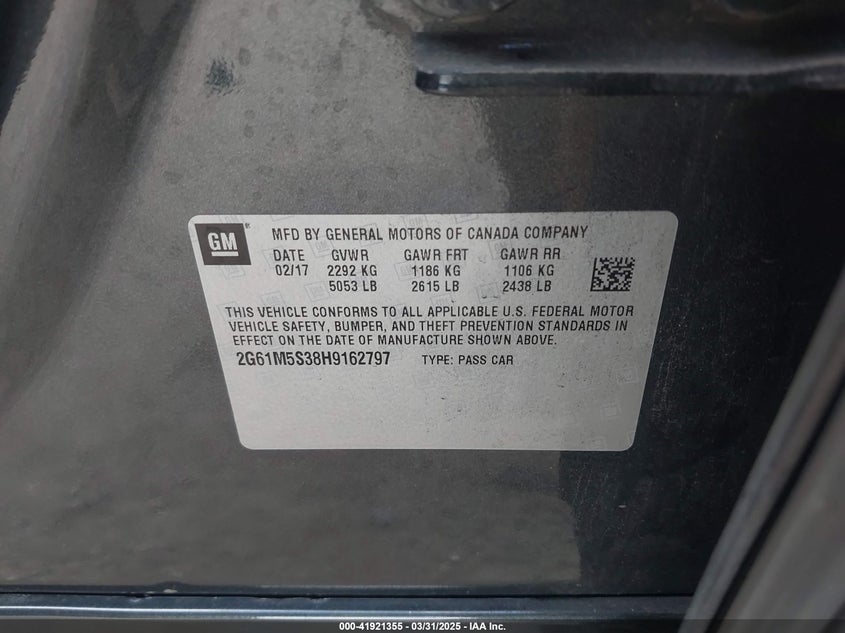 GM
MFD BY GENERAL MOTORS OF CANADA COMPANY
DATE GVWR GAWR FRT GAWR RR
02/17 2292 KG 1186 KG 1106 KG
5053 LB 2615 LB 2438 LB
THIS VEHICLE CONFORMS TO ALL APPLICABLE U.S. FEDERAL MOTOR
VEHICLE SAFETY, BUMPER, AND THEFT PREVENTION STANDARDS IN
EFFECT ON THE DATE OF MANUFACTURE SHOWN ABOVE.
2G61M5S38H9162797 TYPE: PASS CAR
000-41921355 - 03/31/2025 - IAA Inc.